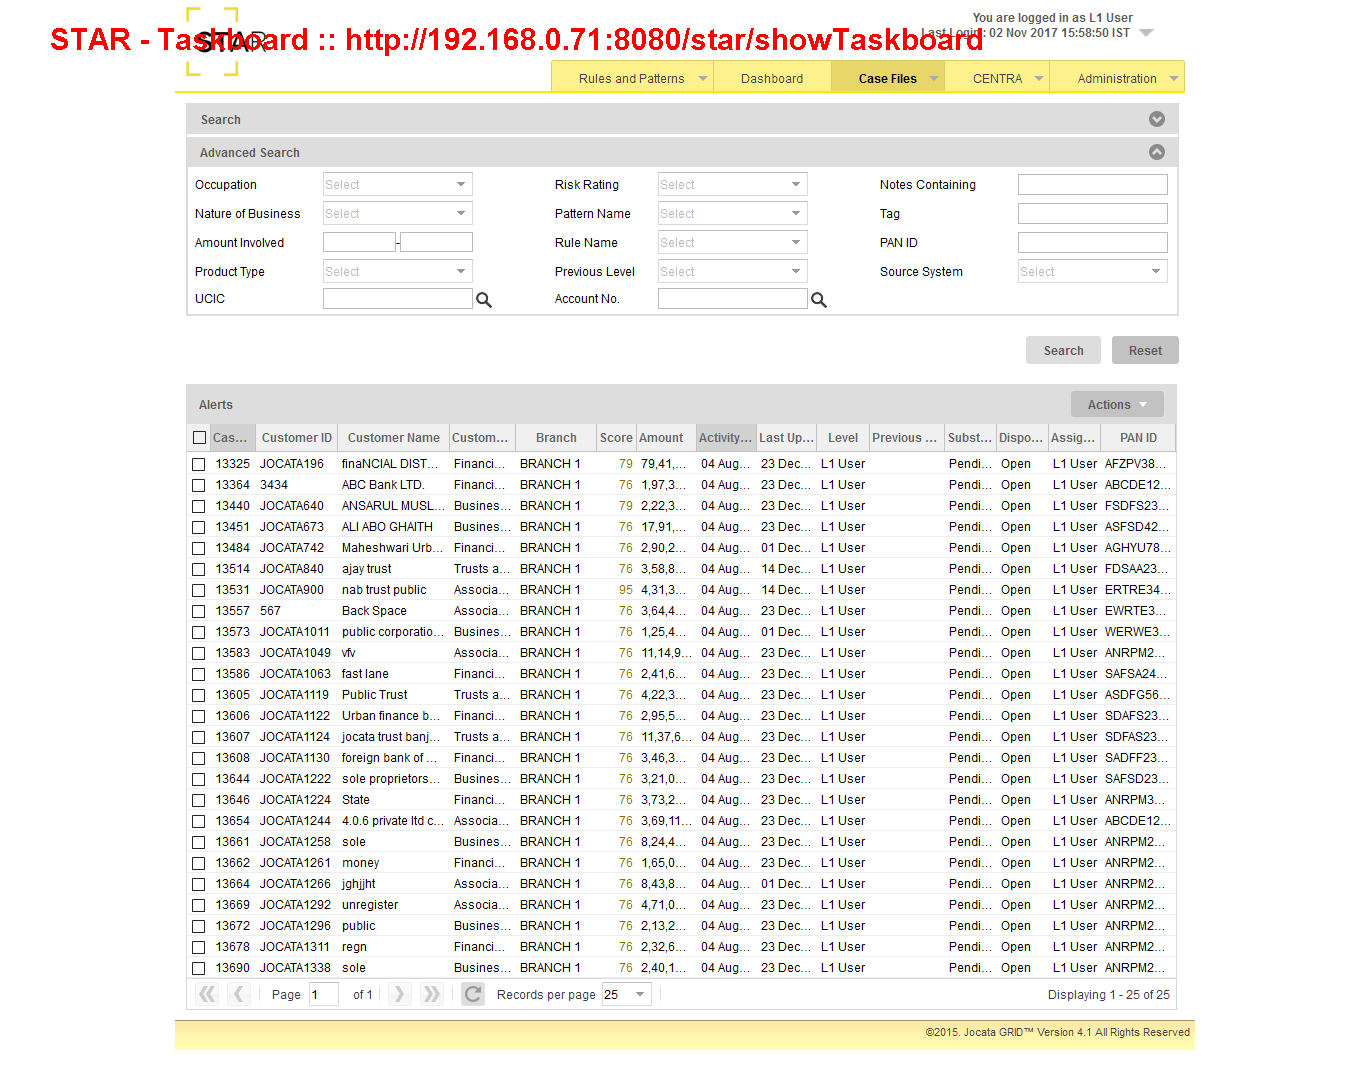 You are logged in as L1 User
STAR - Taskboard :: http://192.168.0.71:8080/star/showTaskboard
STAR
Last Login : 02 Nov 2017 15:58:50 IST
Rules and Patterns Dashboard Case Files CENTRA Administration
Search
Advanced Search
Occupation Select Risk Rating Select Notes Containing
Nature of Business Select Pattern Name Select Tag
Amount Involved - Rule Name Select PAN ID
Product Type Select Previous Level Select Source System Select
UCIC Account No.
Search Reset
Alerts Actions
Cas... Customer ID Customer Name Custom... Branch Score Amount Activity... Last Up... Level Previous ... Subst... Dispo... Assig... PAN ID
13325 JOCATA196 finaNCIAL DIST... Financi... BRANCH 1 79 79,41,... 04 Aug... 23 Dec... L1 User Pendi... Open L1 User AFZPV38...
13364 3434 ABC Bank LTD. Financi... BRANCH 1 76 1,97,3... 04 Aug... 23 Dec... L1 User Pendi... Open L1 User ABCDE12...
13440 JOCATA640 ANSARUL MUSL... Busines... BRANCH 1 79 2,22,3... 04 Aug... 23 Dec... L1 User Pendi... Open L1 User FSDFS23...
13451 JOCATA673 ALI ABO GHAITH Busines... BRANCH 1 76 17,91,... 04 Aug... 23 Dec... L1 User Pendi... Open L1 User ASFSD42...
13484 JOCATA742 Maheshwari Urb... Financi... BRANCH 1 76 2,90,2... 04 Aug... 01 Dec... L1 User Pendi... Open L1 User AGHYU78...
13514 JOCATA840 ajay trust Trusts a... BRANCH 1 76 3,58,8... 04 Aug... 14 Dec... L1 User Pendi... Open L1 User FDSAA23...
13531 JOCATA900 nab trust public Associa... BRANCH 1 95 4,31,3... 04 Aug... 14 Dec... L1 User Pendi... Open L1 User ERTRE34...
13557 567 Back Space Associa... BRANCH 1 76 3,64,4... 04 Aug... 23 Dec... L1 User Pendi... Open L1 User EWRTE3...
13573 JOCATA1011 public corporatio... Busines... BRANCH 1 76 1,25,4... 04 Aug... 01 Dec... L1 User Pendi... Open L1 User WERWE3...
13583 JOCATA1049 vfv Associa... BRANCH 1 76 11,14,9... 04 Aug... 23 Dec... L1 User Pendi... Open L1 User ANRPM2...
13586 JOCATA1063 fast lane Financi... BRANCH 1 76 2,41,6... 04 Aug... 23 Dec... L1 User Pendi... Open L1 User SAFSA24...
13605 JOCATA1119 Public Trust Trusts a... BRANCH 1 76 4,22,3... 04 Aug... 23 Dec... L1 User Pendi... Open L1 User ASDFG56...
13606 JOCATA1122 Urban finance b... Financi... BRANCH 1 76 2,95,5... 04 Aug... 23 Dec... L1 User Pendi... Open L1 User SDAFS23...
13607 JOCATA1124 jocata trust banj... Trusts a... BRANCH 1 76 11,37,6... 04 Aug... 23 Dec... L1 User Pendi... Open L1 User SDFAS23...
13608 JOCATA1130 foreign bank of ... Financi... BRANCH 1 76 3,46,3... 04 Aug... 23 Dec... L1 User Pendi... Open L1 User SADFF23...
13644 JOCATA1222 sole proprietors... Busines... BRANCH 1 76 3,21,0... 04 Aug... 23 Dec... L1 User Pendi... Open L1 User SAFSD23...
13646 JOCATA1224 State Financi... BRANCH 1 76 3,73,2... 04 Aug... 23 Dec... L1 User Pendi... Open L1 User ANRPM3...
13654 JOCATA1244 4.0.6 private ltd c... Associa... BRANCH 1 76 3,69,11... 04 Aug... 23 Dec... L1 User Pendi... Open L1 User ABCDE12...
13661 JOCATA1258 sole Busines... BRANCH 1 76 8,24,4... 04 Aug... 23 Dec... L1 User Pendi... Open L1 User ANRPM2...
13662 JOCATA1261 money Financi... BRANCH 1 76 1,65,0... 04 Aug... 23 Dec... L1 User Pendi... Open L1 User ANRPM2...
13664 JOCATA1266 jghjjht Associa... BRANCH 1 76 8,43,8... 04 Aug... 01 Dec... L1 User Pendi... Open L1 User ANRPM2...
13669 JOCATA1292 unregister Associa... BRANCH 1 76 4,71,0... 04 Aug... 23 Dec... L1 User Pendi... Open L1 User ANRPM2...
13672 JOCATA1296 public Busines... BRANCH 1 76 2,13,2... 04 Aug... 23 Dec... L1 User Pendi... Open L1 User ANRPM2...
13678 JOCATA1311 regn Financi... BRANCH 1 76 2,32,6... 04 Aug... 23 Dec... L1 User Pendi... Open L1 User ANRPM2...
13690 JOCATA1338 sole Busines... BRANCH 1 76 2,40,1... 04 Aug... 23 Dec... L1 User Pendi... Open L1 User ANRPM2...
Page 1 of 1 Records per page 25 Displaying 1 - 25 of 25
©2015. Jocata GRID™ Version 4.1 All Rights Reserved